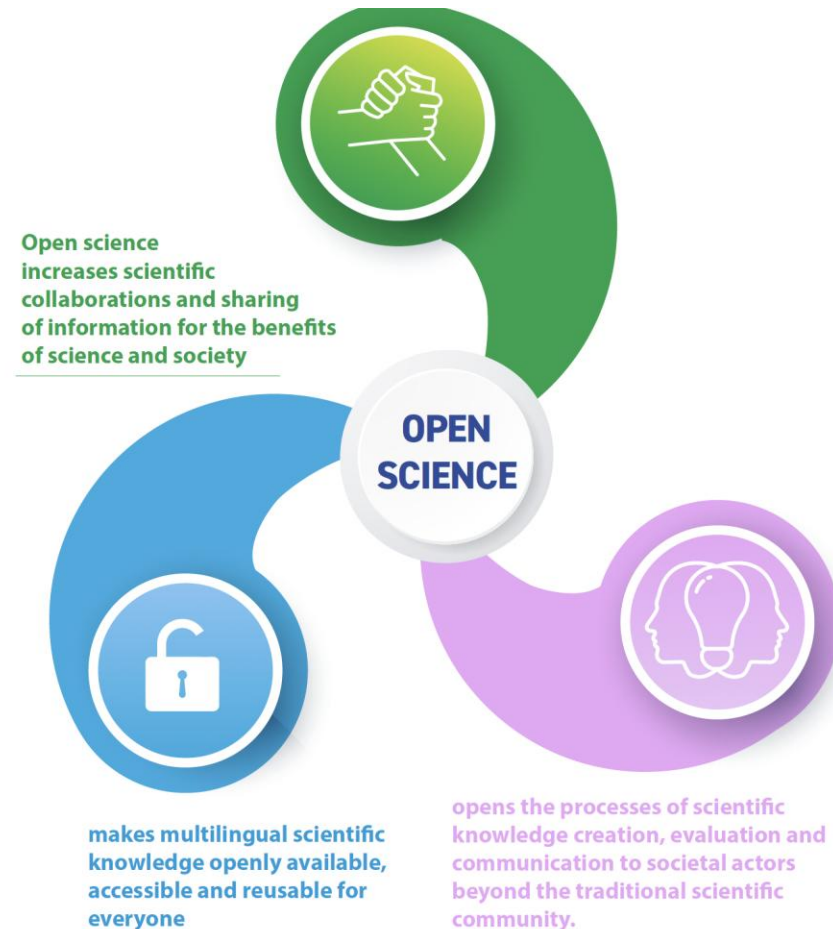 Open science
increases scientific
collaborations and sharing
of information for the benefits
of science and society
OPEN
SCIENCE
makes multilingual scientific
knowledge openly available,
accessible and reusable for
everyone
opens the processes of scientific
knowledge creation, evaluation and
communication to societal actors
beyond the traditional scientific
community.